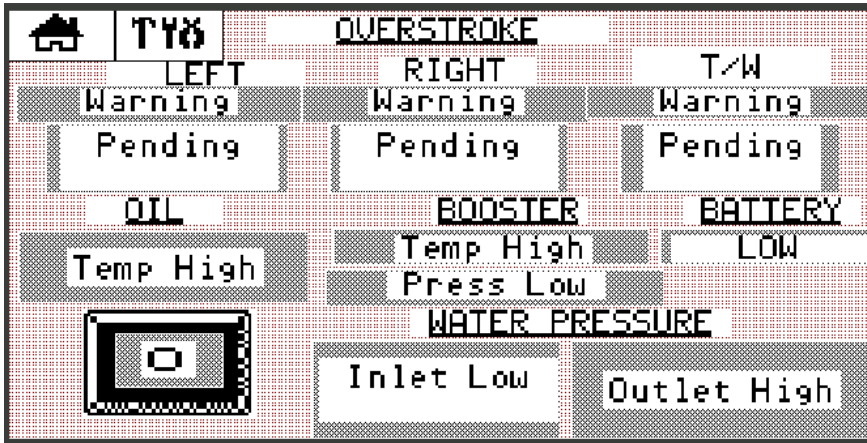 OVERSTROKE
LEFT RIGHT T/W
Warning Warning Warning
Pending Pending Pending
OIL BOOSTER BATTERY
Temp High Temp High LOW
Press Low
WATER PRESSURE
Inlet Low Outlet High